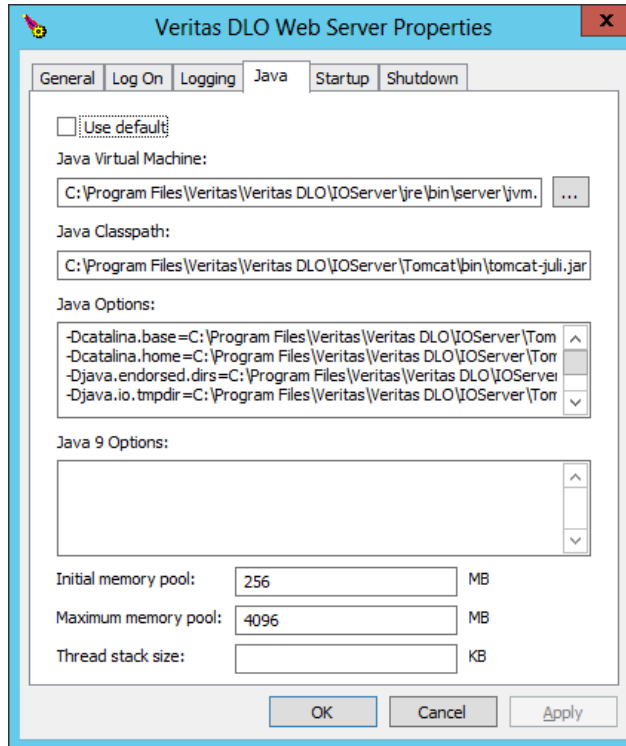 Veritas DLO Web Server Properties
x
General Log On Logging Java Startup Shutdown
Use default
Java Virtual Machine:
C:\Program Files\Veritas\Veritas DLO\IOServer\jre\bin\server\jvm. ...
Java Classpath:
C:\Program Files\Veritas\Veritas DLO\IOServer\Tomcat\bin\tomcat-juli.jar
Java Options:
-Dcatalina.base=C:\Program Files\Veritas\Veritas DLO\IOServer\Tom
-Dcatalina.home=C:\Program Files\Veritas\Veritas DLO\IOServer\Tom
-Djava.endorsed.dirs=C:\Program Files\Veritas\Veritas DLO\IOServer
-Djava.io.tmpdir=C:\Program Files\Veritas\Veritas DLO\IOServer\Tom
Java 9 Options:
Initial memory pool: 256 MB
Maximum memory pool: 4096 MB
Thread stack size: KB
OK Cancel Apply